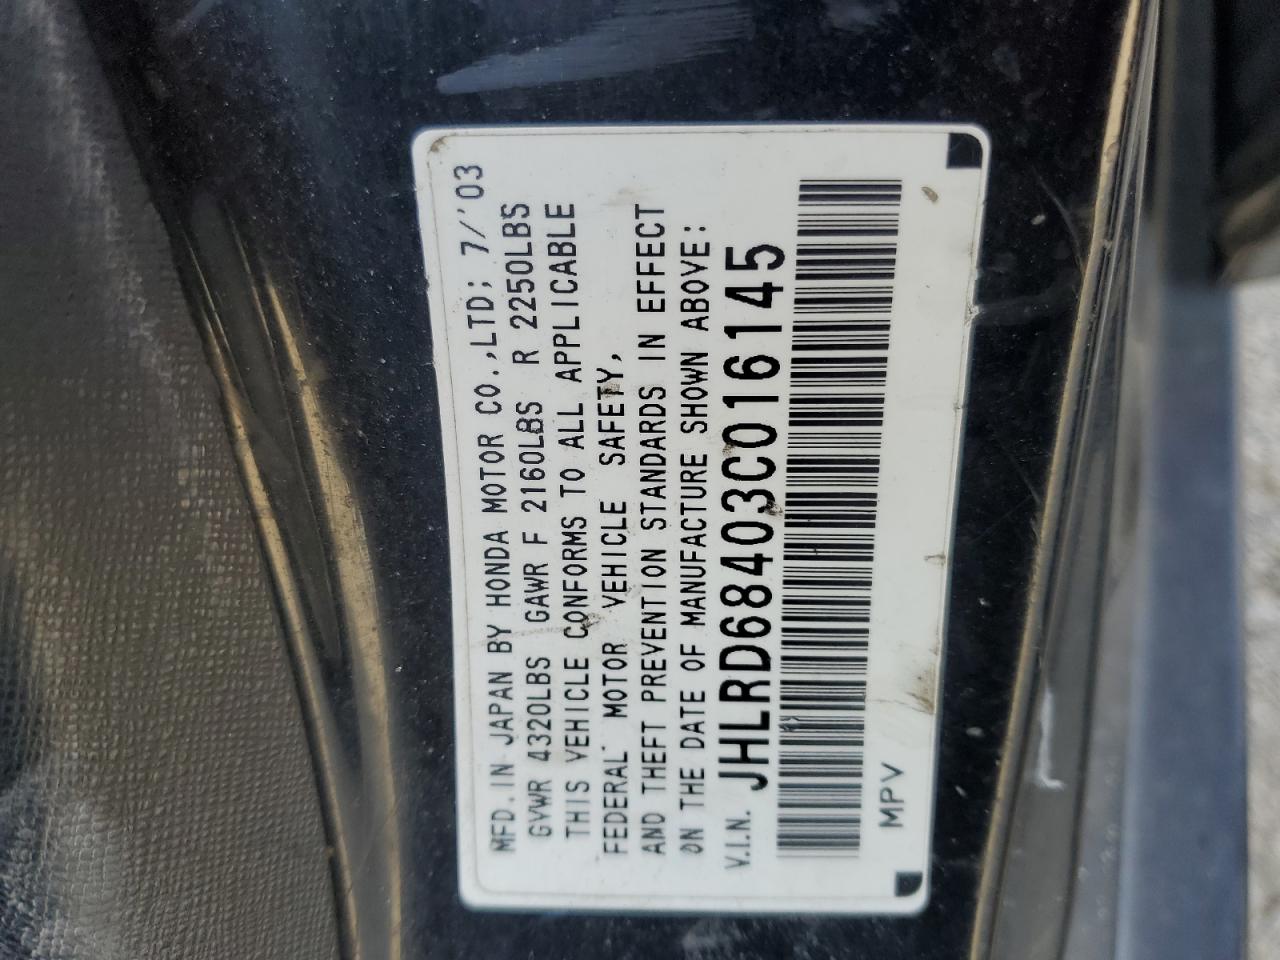 MFD. IN JAPAN BY HONDA MOTOR CO.,LTD; 7/'03
GVWR 4320LBS GAWR F 2160LBS R 2250LBS
THIS VEHICLE CONFORMS TO ALL APPLICABLE
FEDERAL MOTOR VEHICLE SAFETY,
AND THEFT PREVENTION STANDARDS IN EFFECT
ON THE DATE OF MANUFACTURE SHOWN ABOVE:
V.I.N. JHLRD68403C016145
MPV